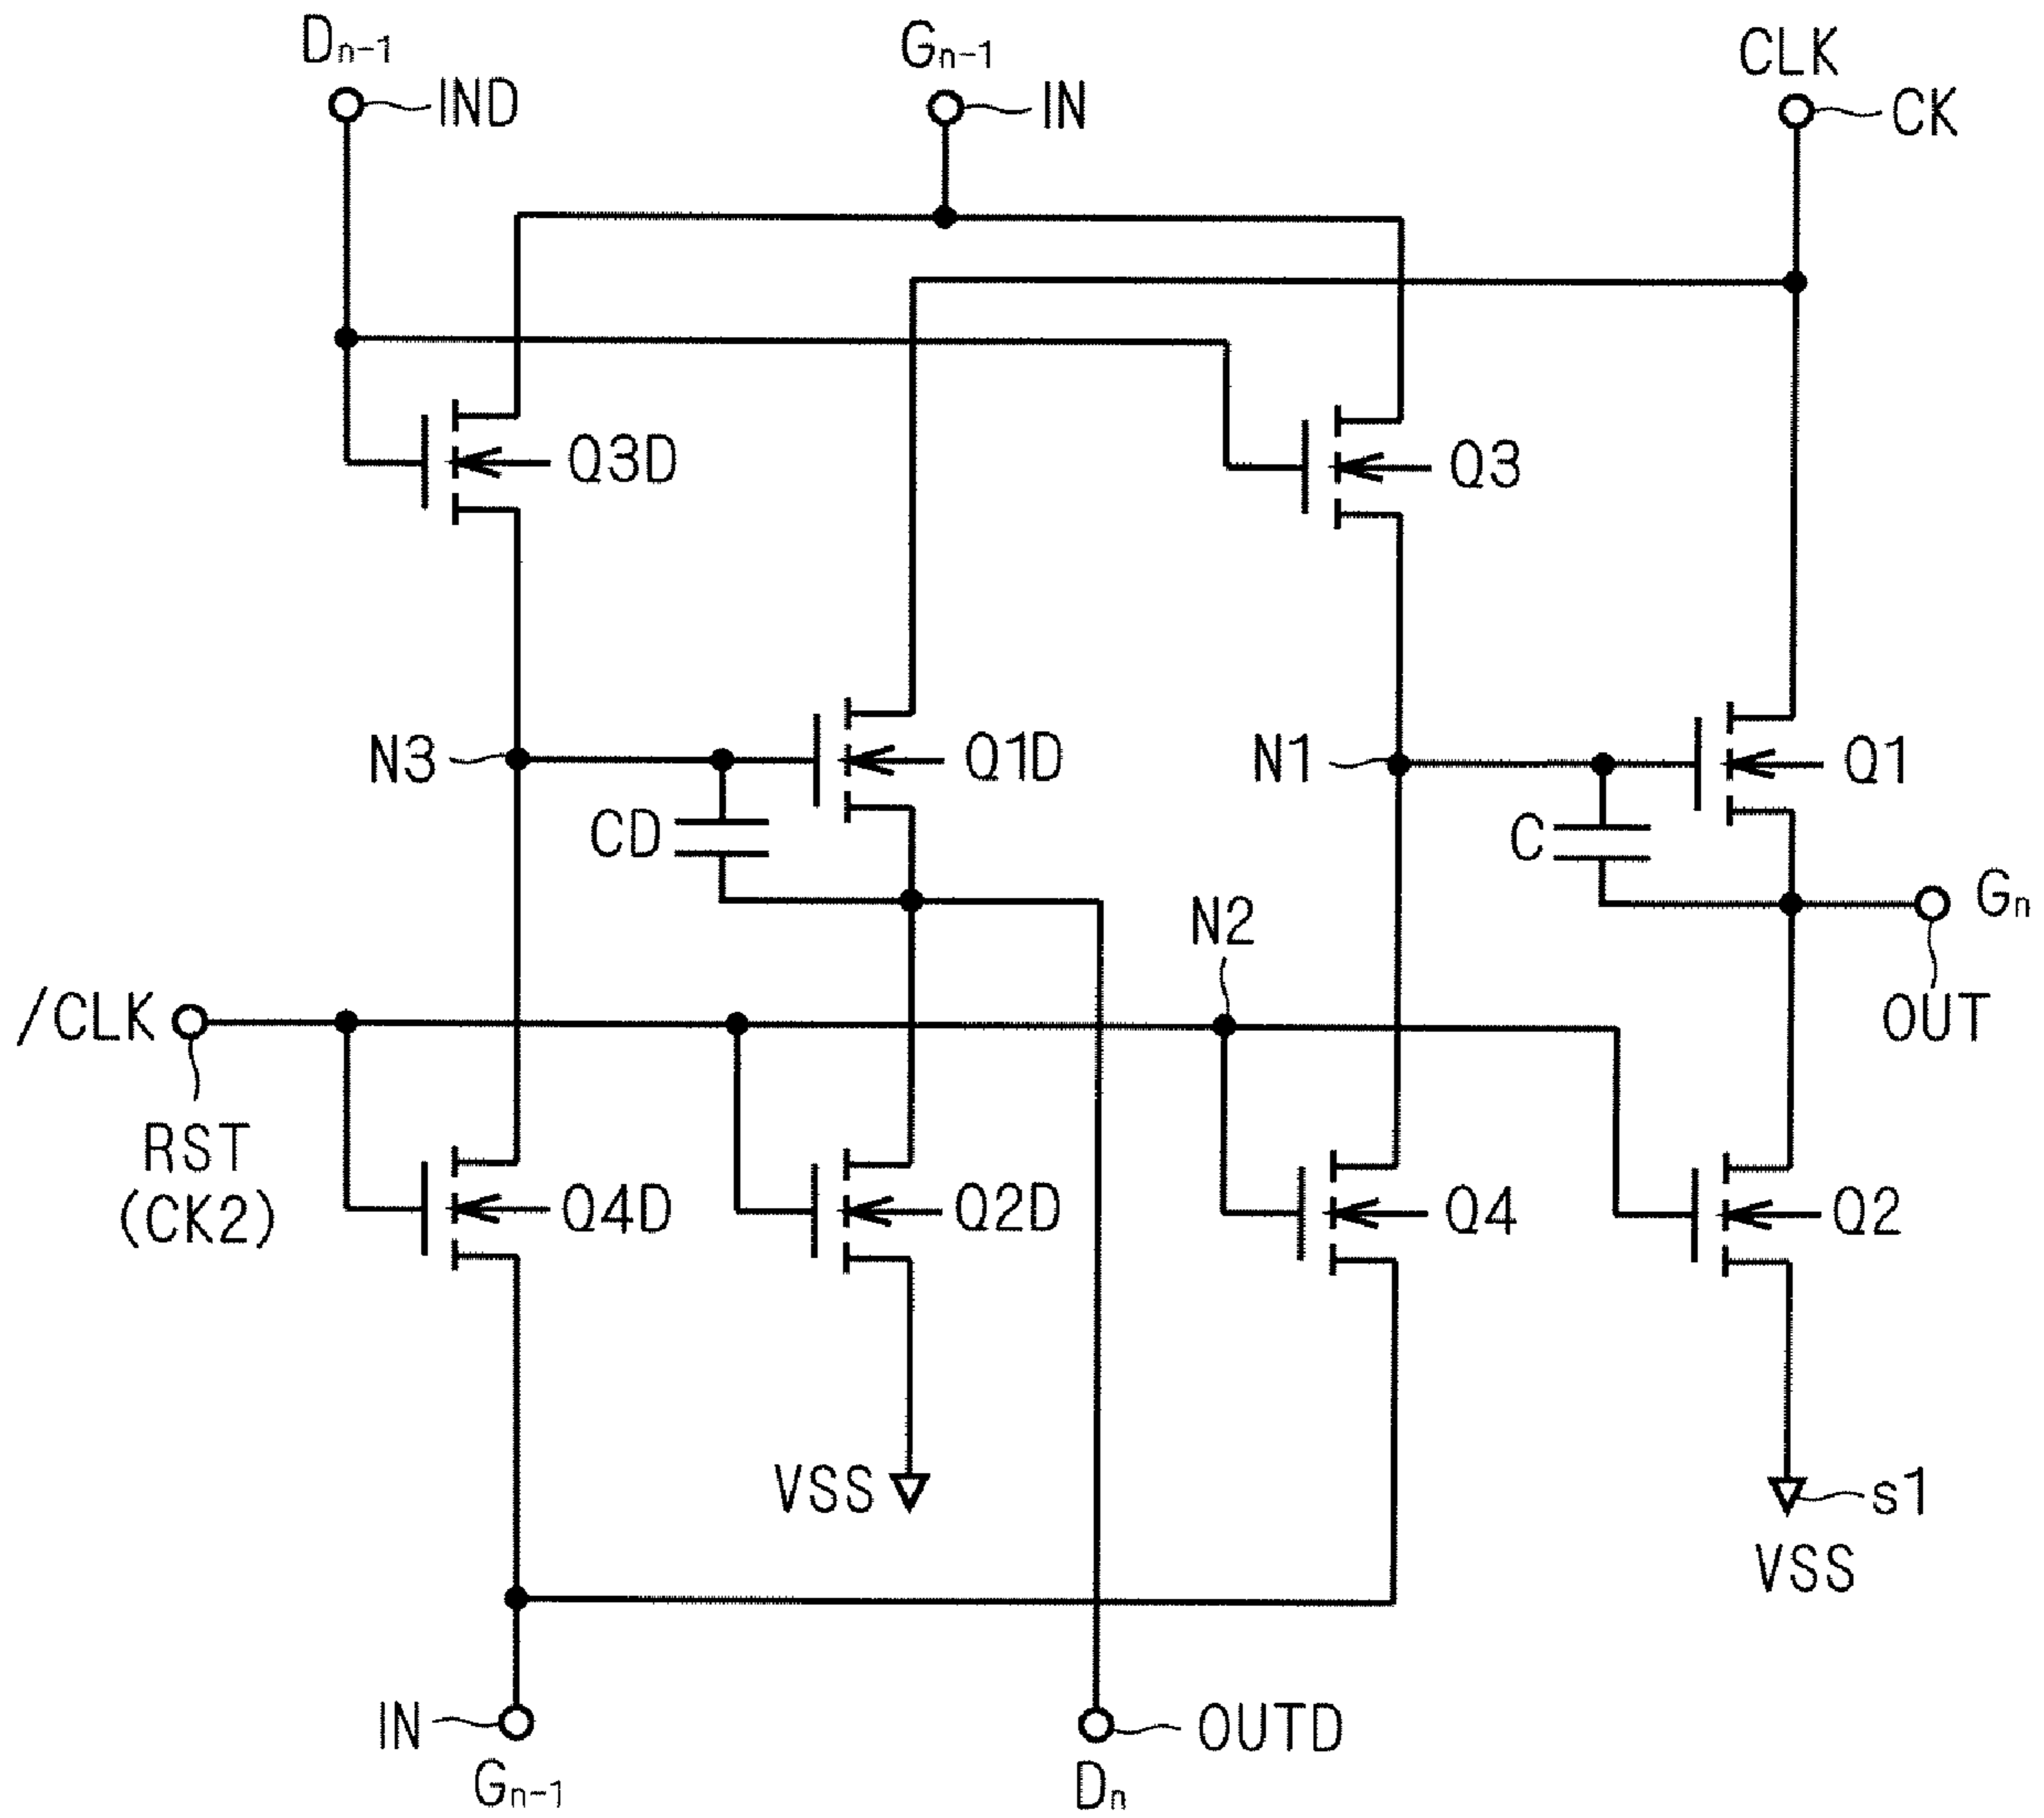 Dn-1
Gn-1
CLK
IND
IN
CK
Q3D
Q3
N3
Q1D
N1
Q1
CD
C
Gn
N2
/CLK
OUT
RST
(CK2)
Q4D
Q2D
Q4
Q2
VSS
s1
VSS
IN
OUTD
Gn-1
Dn